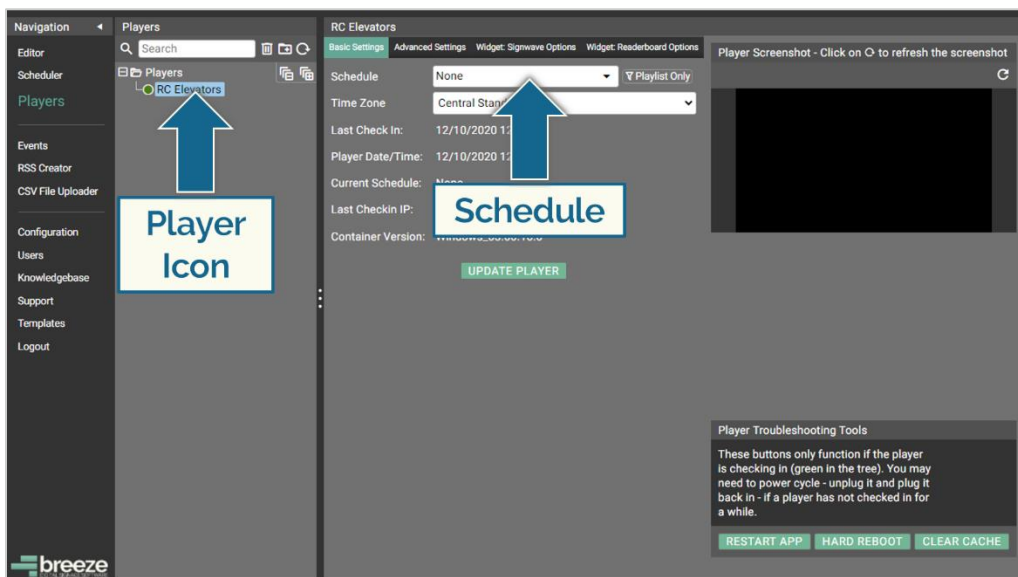 Navigation
Editor
Scheduler
Players
Events
RSS Creator
CSV File Uploader
Configuration
Users
Knowledgebase
Support
Templates
Logout
breeze
Players
Search
Players
RC Elevators
Player
Icon
RC Elevators
Basic Settings Advanced Settings Widget: Signwave Options Widget: Readerboard Options
Schedule None Playlist Only
Time Zone Central
Last Check In: 12/10/2020
Player Date/Time: 12/10/2020
Current Schedule: None
Last Checkin IP:
Container Version:
Schedule
UPDATE PLAYER
Player Screenshot - Click on to refresh the screenshot
Player Troubleshooting Tools
These buttons only function if the player
is checking in (green in the tree). You may
need to power cycle - unplug it and plug it
back in - if a player has not checked in for
a while.
RESTART APP HARD REBOOT CLEAR CACHE